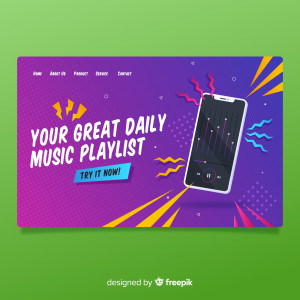 Home About Us Product Service Contact
YOUR GREAT DAILY
MUSIC PLAYLIST
TRY IT NOW!
designed by freepik